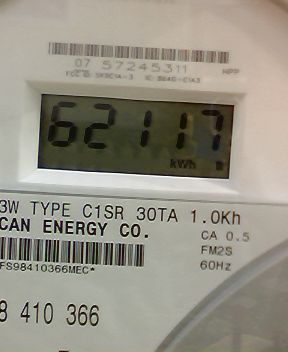 07 57245311
62117
kWh
3W TYPE C1SR 30TA 1.0Kh
CAN ENERGY CO.
CA 0.5
FM2S
60Hz
FS98410366MEC*
8 410 366